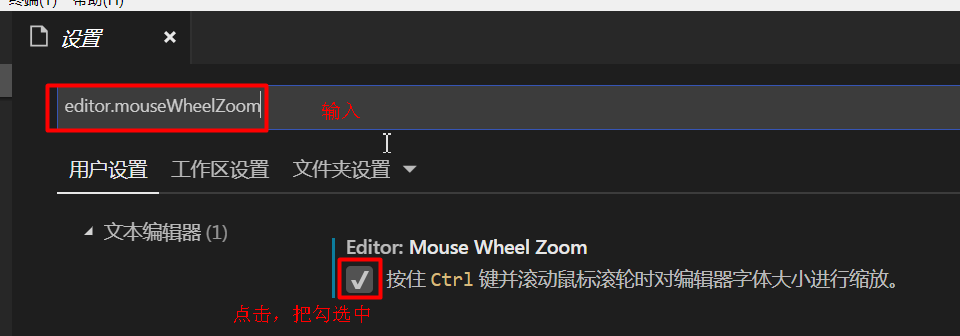 终端(T) 帮助(H)
设置
editor.mouseWheelZoom 输入
用户设置 工作区设置 文件夹设置
文本编辑器 (1)
Editor: Mouse Wheel Zoom
按住 Ctrl 键并滚动鼠标滚轮时对编辑器字体大小进行缩放。
点击，把勾选中